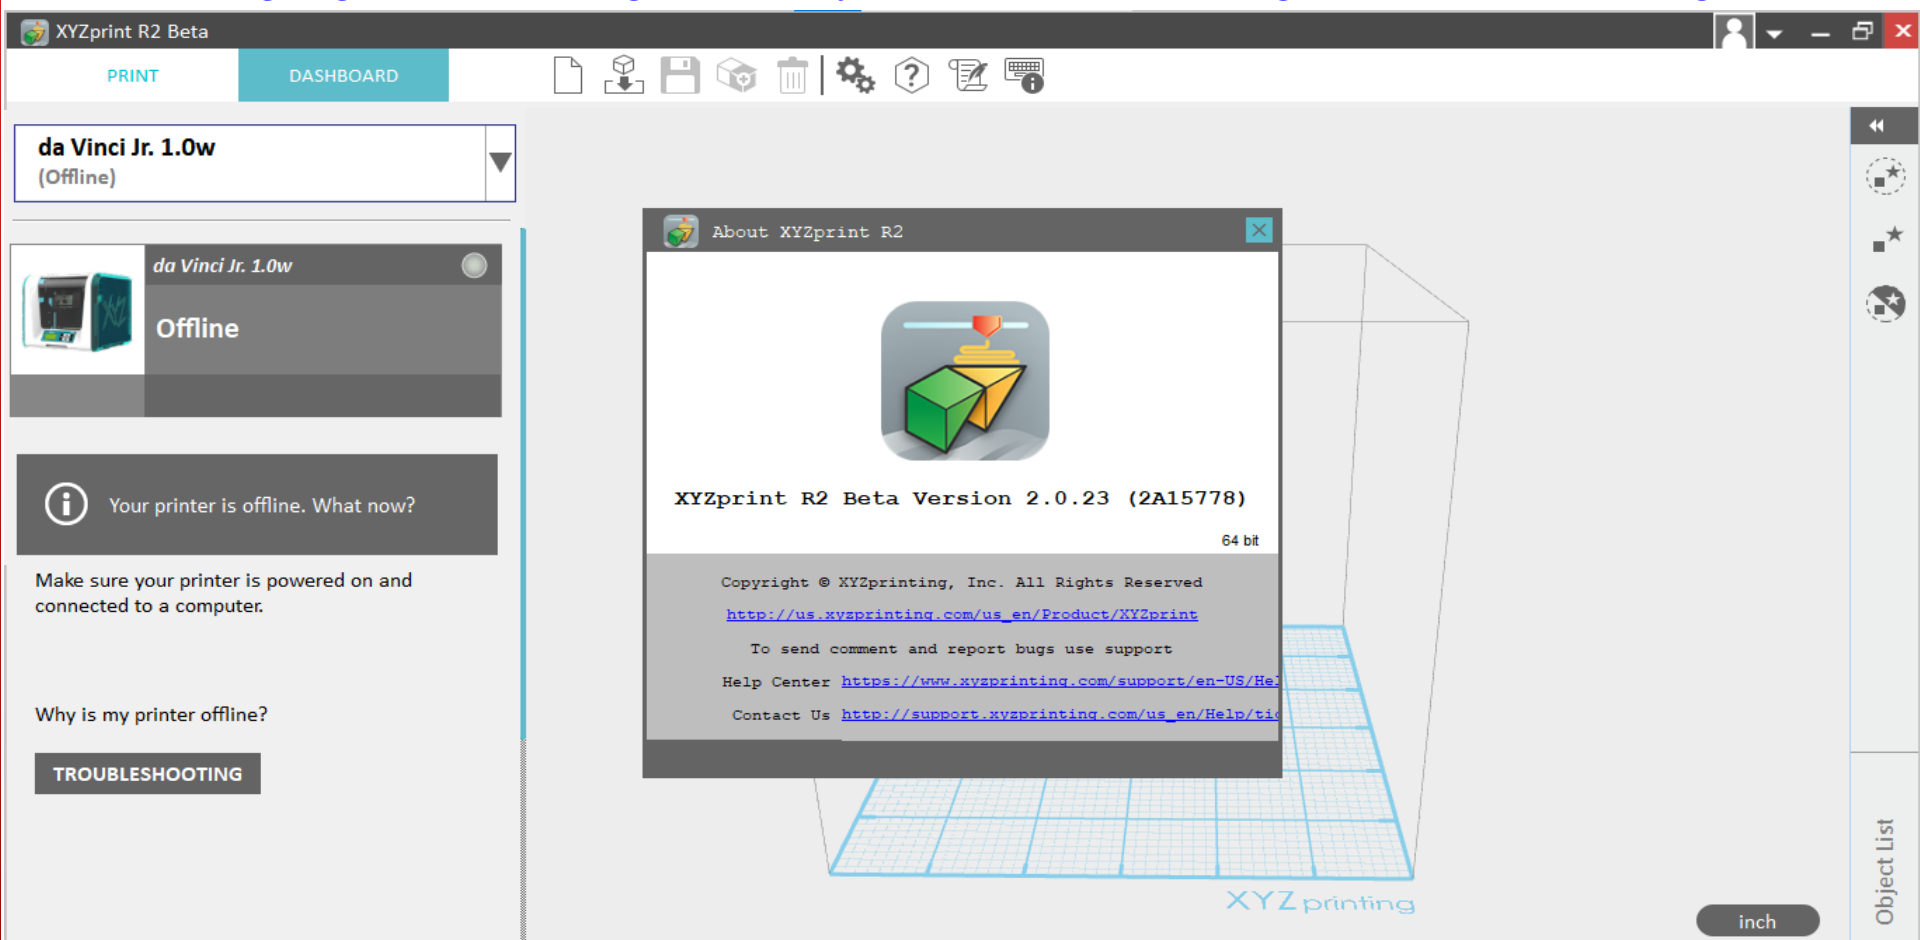 XYZprint R2 Beta
PRINT
DASHBOARD
da Vinci Jr. 1.0w
(Offline)
da Vinci Jr. 1.0w
Offline
Your printer is offline. What now?
Make sure your printer is powered on and
connected to a computer.
Why is my printer offline?
TROUBLESHOOTING
About XYZprint R2
XYZprint R2 Beta Version 2.0.23 (2A15778)
64 bit
Copyright © XYZprinting, Inc. All Rights Reserved
http://us.xyzprinting.com/us_en/Product/XYZprint
To send comment and report bugs use support
Help Center https://www.xyzprinting.com/support/en-US/Hel
Contact Us http://support.xyzprinting.com/us_en/Help/tic
XYZprinting
Object List
inch